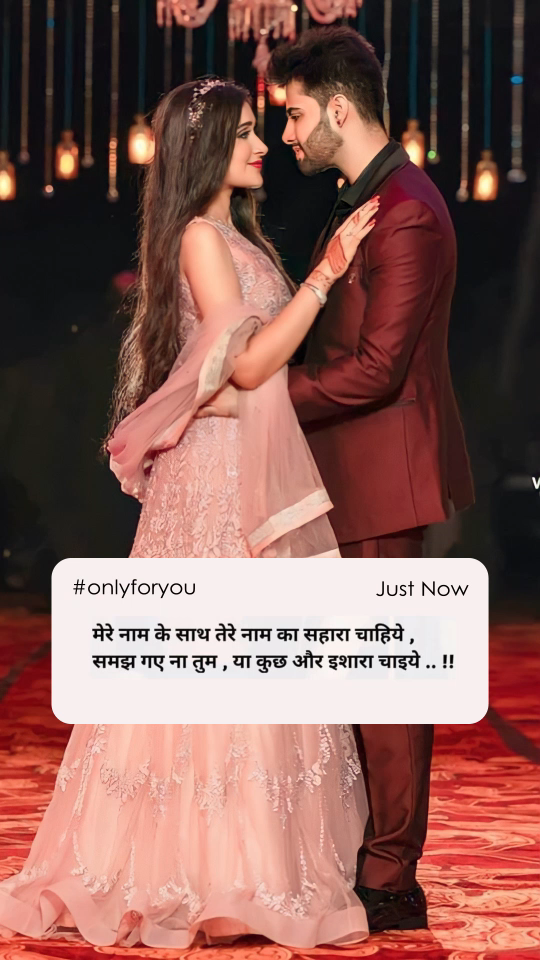 #onlyforyou
Just Now
मेरे नाम के साथ तेरे नाम का सहारा चाहिये ,
समझ गए ना तुम , या कुछ और इशारा चाइये .. !!